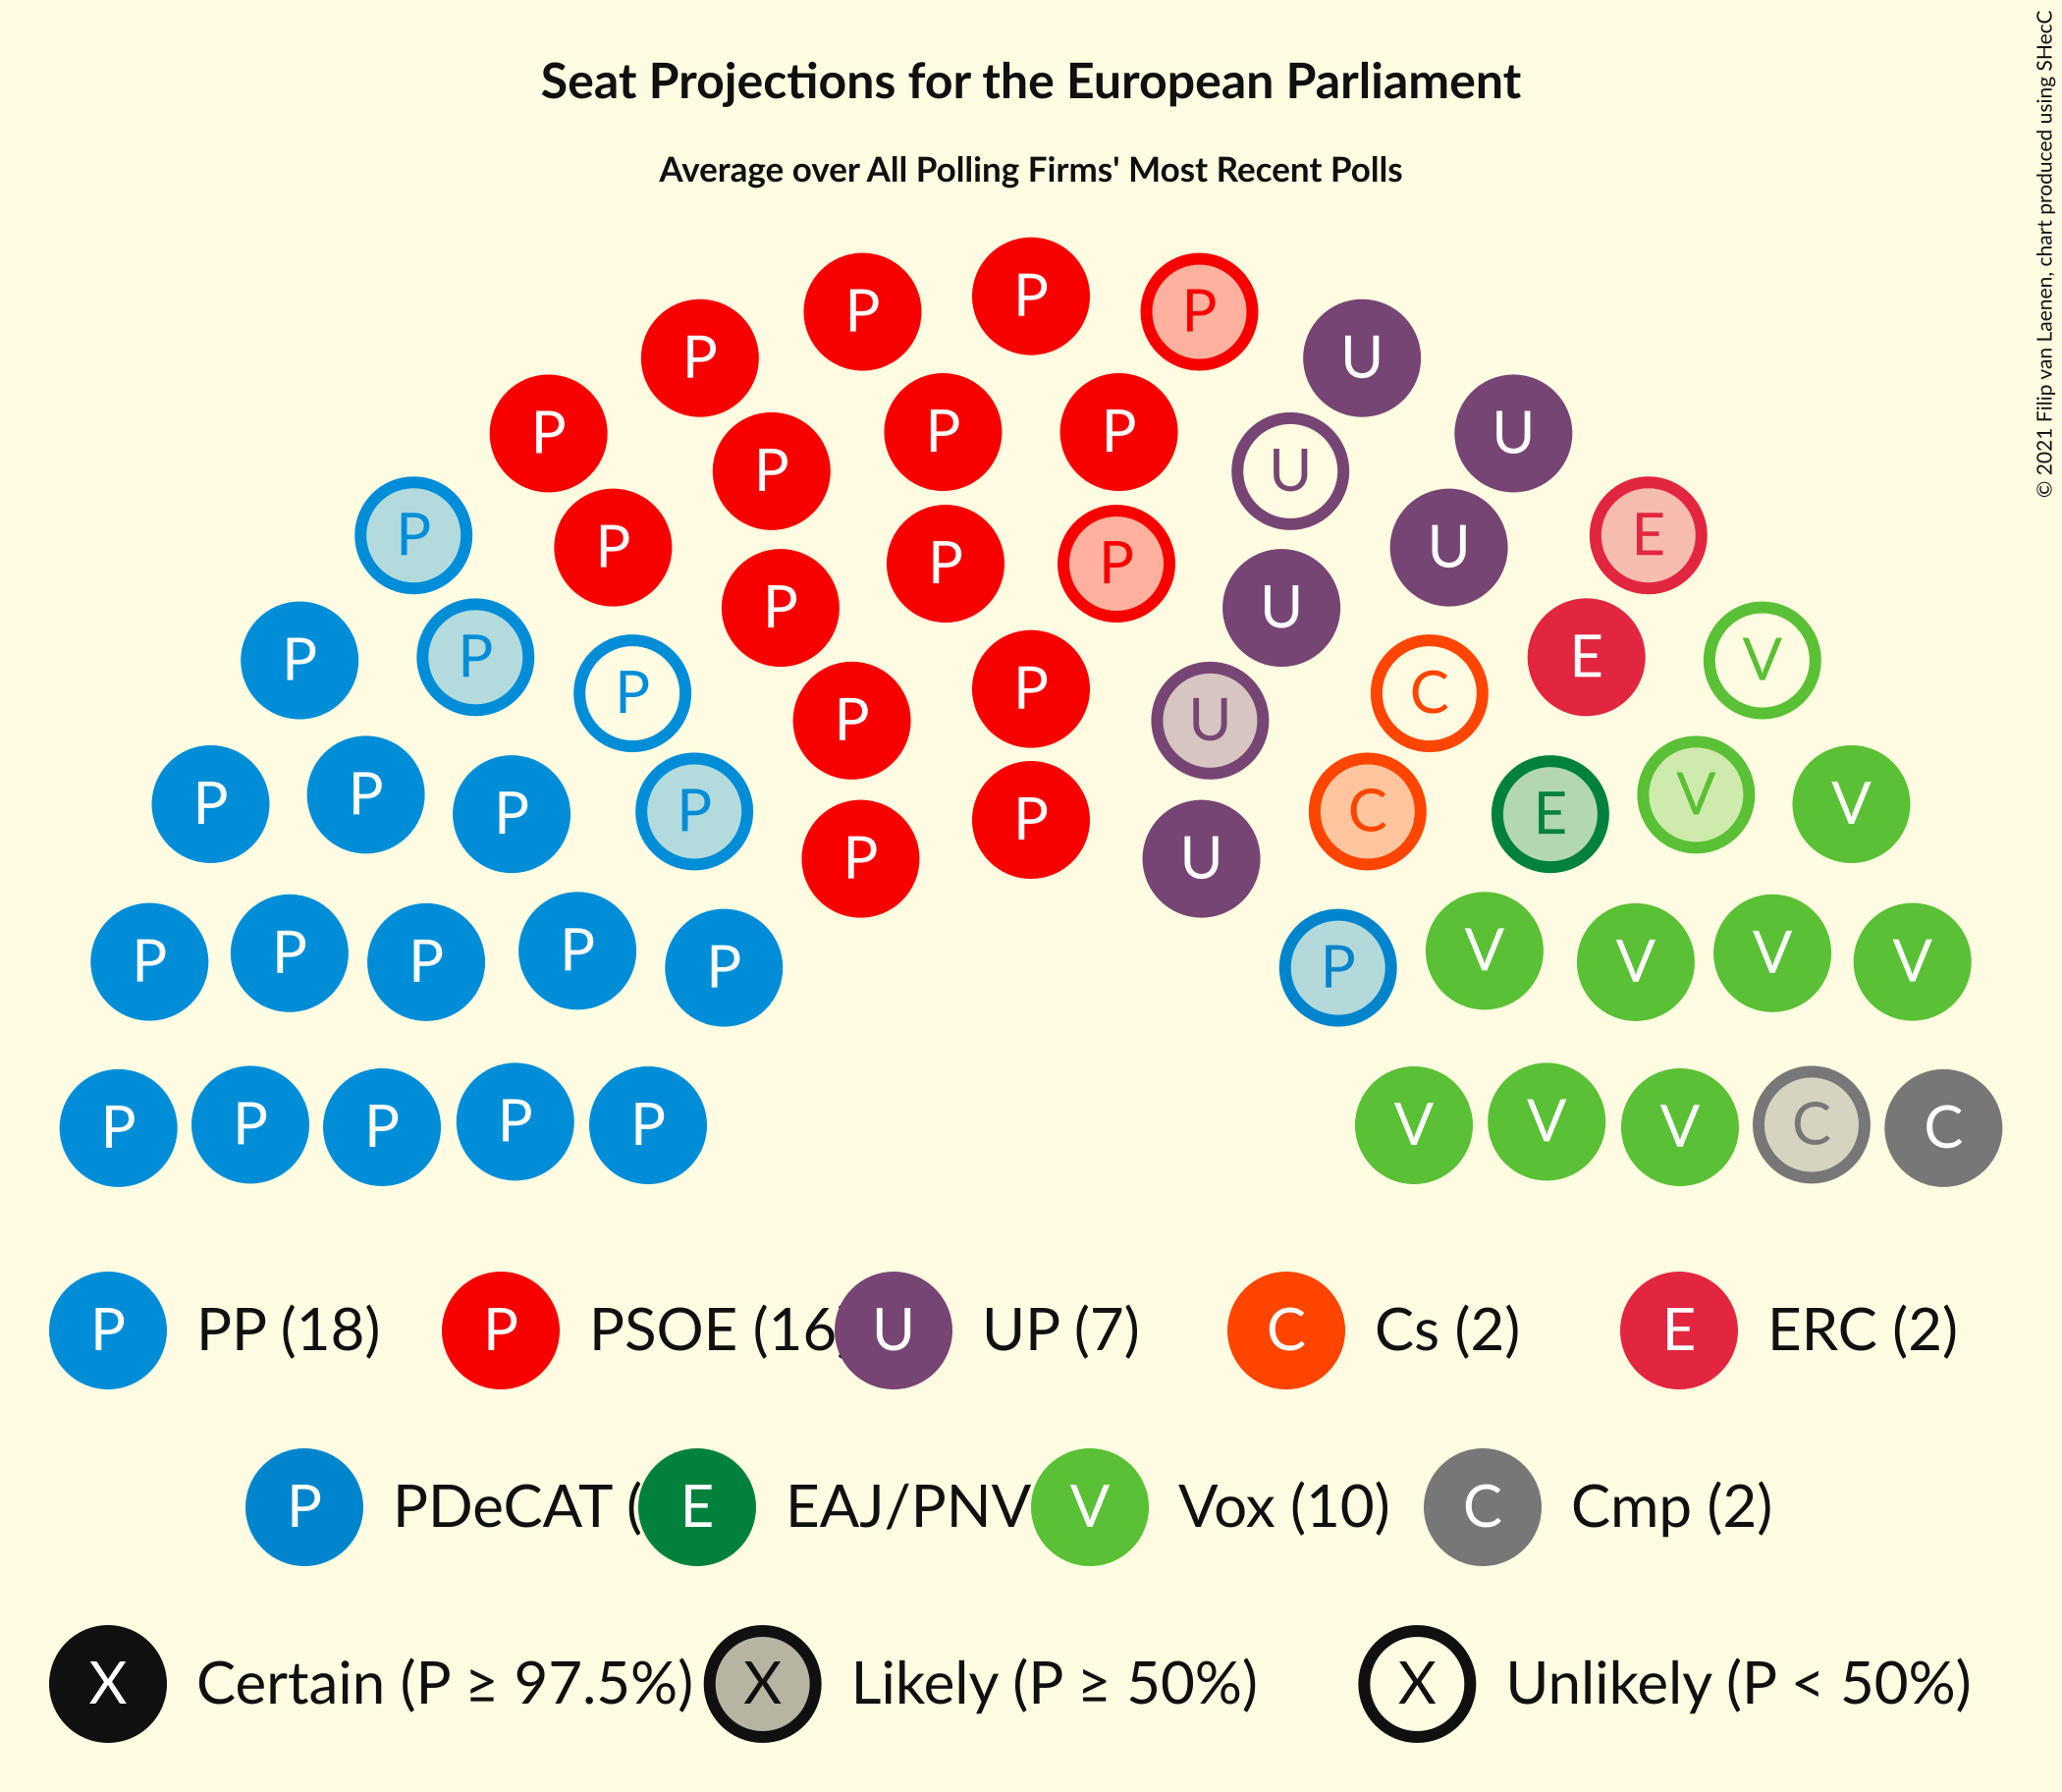 Seat Projections for the European Parliament
Average over All Polling Firms' Most Recent Polls
© 2021 Filip van Laenen, chart produced using SHecC
P
P P
P U
P U
P P
P U
P U
P E
P P
P U
P U
P C
P E
P V
P P
U
P C
P E
P V
P V
P P
U
P P
P V
P V
P V
P V
P P P P P V V V C C
P PP (18) P PSOE (16 U UP (7) C Cs (2) E ERC (2)
P PDeCAT ( E EAJ/PNV V Vox (10) C Cmp (2)
X Certain (P ≥ 97.5%) X Likely (P ≥ 50%) X Unlikely (P < 50%)